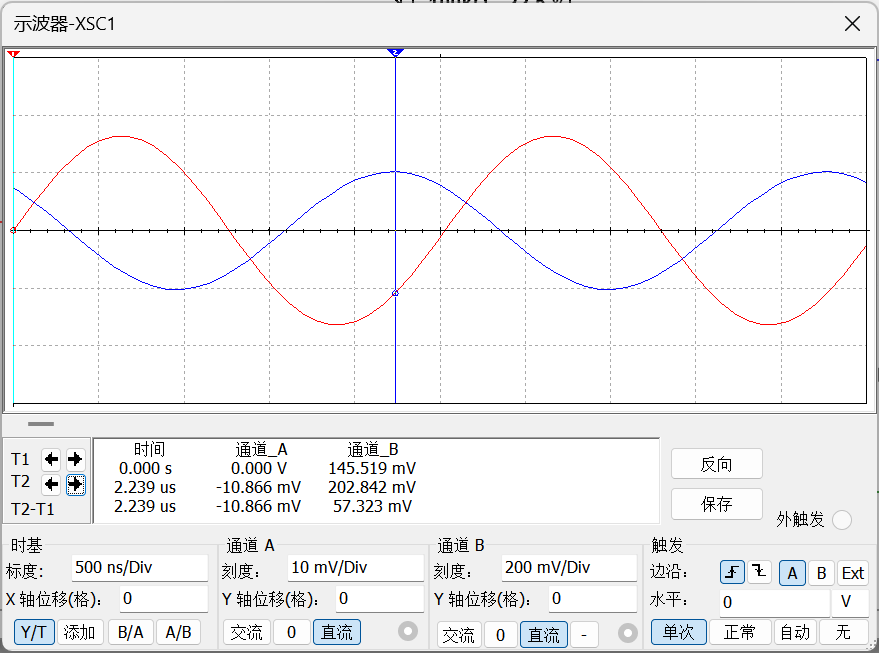 示波器-XSC1
1
2
时间 通道_A 通道_B
T1 0.000 s 0.000 V 145.519 mV
T2 2.239 us -10.866 mV 202.842 mV
T2-T1 2.239 us -10.866 mV 57.323 mV
反向
保存
外触发
时基 通道 A 通道 B 触发
标度: 500 ns/Div 刻度: 10 mV/Div 刻度: 200 mV/Div 边沿: A B Ext
X 轴位移(格): 0 Y 轴位移(格): 0 Y 轴位移(格): 0 水平: 0 V
Y/T 添加 B/A A/B 交流 0 直流 交流 0 直流 - 单次 正常 自动 无